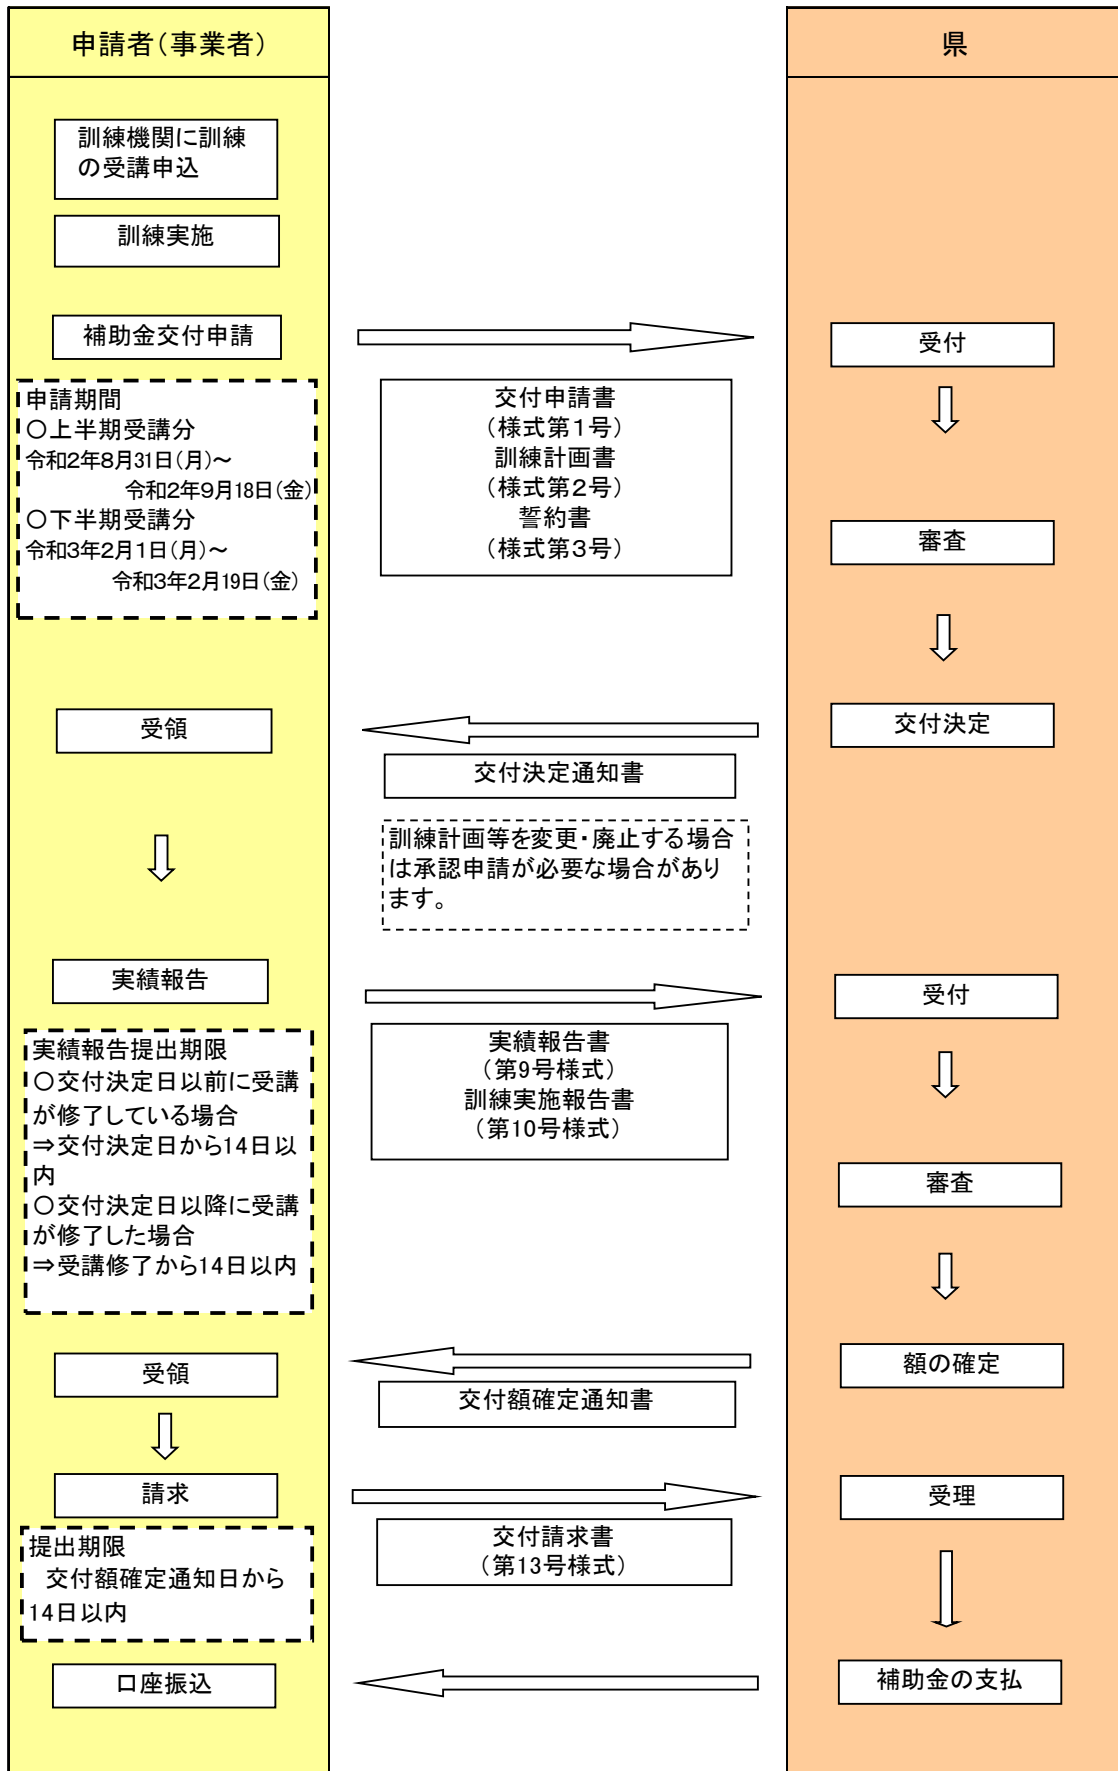 申請者（事業者）
県
訓練機関に訓練
の受講申込
訓練実施
補助金交付申請
受付
申請期間
○上半期受講分
令和2年8月31日（月）～
令和2年9月18日（金）
○下半期受講分
令和3年2月1日（月）～
令和3年2月19日（金）
交付申請書
（様式第1号）
訓練計画書
（様式第2号）
誓約書
（様式第3号）
審査
受領
交付決定
交付決定通知書
訓練計画等を変更・廃止する場合
は承認申請が必要な場合があり
ます。
実績報告
受付
実績報告提出期限
○交付決定日以前に受講
が修了している場合
⇒交付決定日から14日以
内
○交付決定日以降に受講
が修了した場合
⇒受講修了から14日以内
実績報告書
（第9号様式）
訓練実施報告書
（第10号様式）
審査
受領
額の確定
交付額確定通知書
請求
受理
提出期限
交付額確定通知日から
14日以内
交付請求書
（第13号様式）
口座振込
補助金の支払